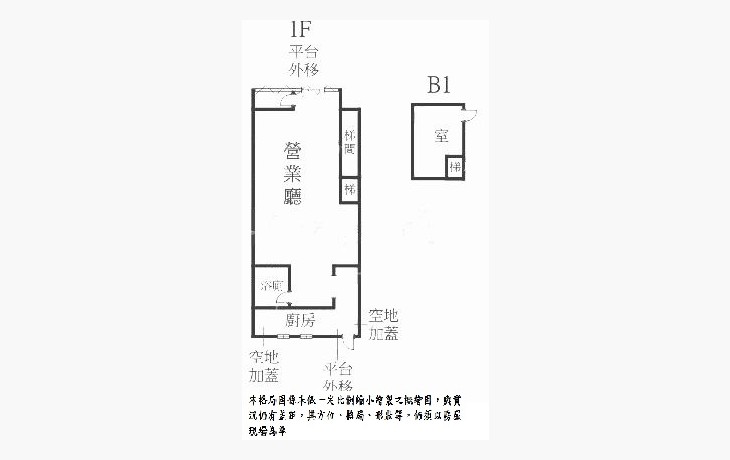 1F
平台
外移
B1
梯
間
室
營
業
廳
梯
梯
浴廁
廚房
空地
加蓋
空地
加蓋
平台
外移
本格局圖係未依一定比例縮小繪製之概繪圖，與實
況仍有差距，其方位、格局、形狀等，仍須以房屋
現場為準